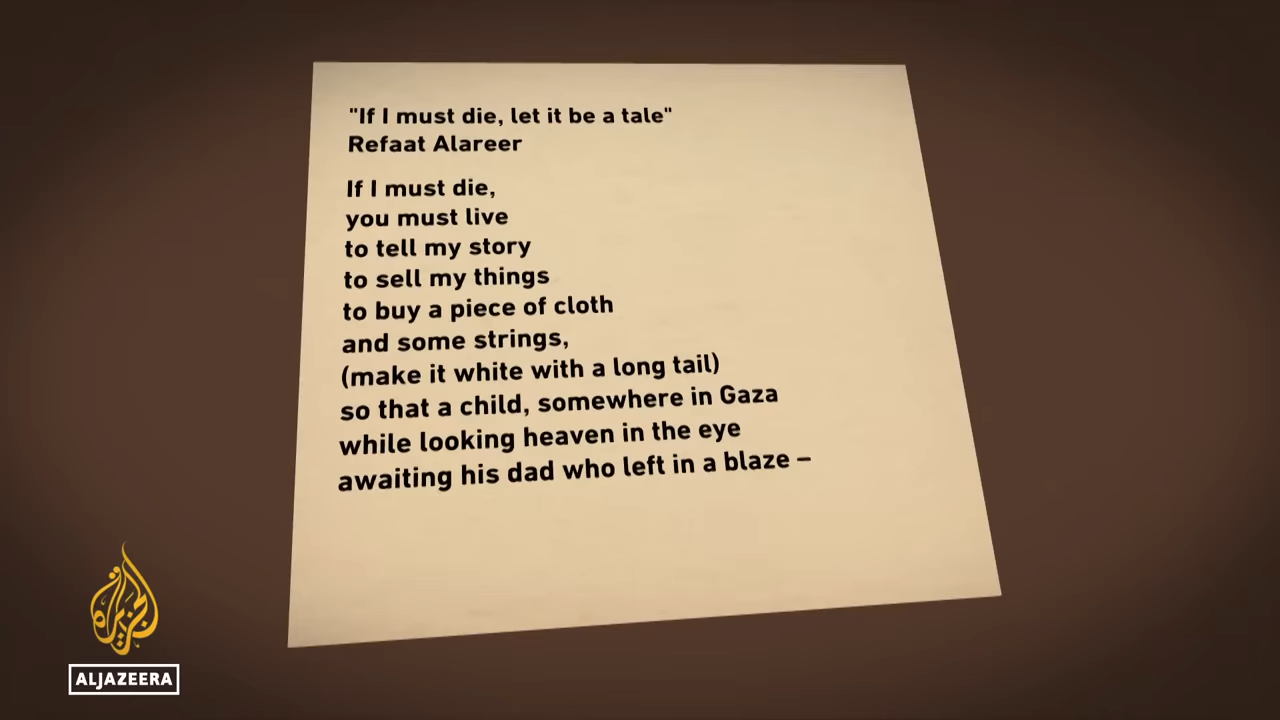 "If I must die, let it be a tale"
Refaat Alareer
If I must die,
you must live
to tell my story
to sell my things
to buy a piece of cloth
and some strings,
(make it white with a long tail)
so that a child, somewhere in Gaza
while looking heaven in the eye
awaiting his dad who left in a blaze –
الجزيرة
ALJAZEERA